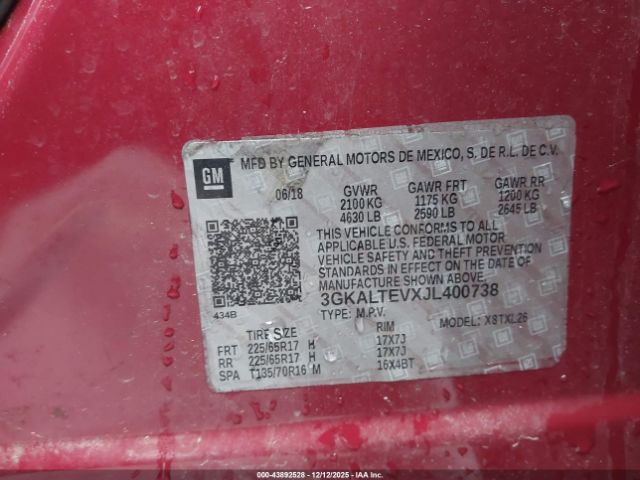 GM
MFD BY GENERAL MOTORS DE MEXICO, S. DE R.L. DE C.V.
06/18 GVWR GAWR FRT GAWR RR
2100 KG 1175 KG 1200 KG
4630 LB 2590 LB 2645 LB
THIS VEHICLE CONFORMS TO ALL
APPLICABLE U.S. FEDERAL MOTOR
VEHICLE SAFETY AND THEFT PREVENTION
STANDARDS IN EFFECT ON THE DATE OF
MANUFACTURE SHOWN ABOVE.
3GKALTEVXJL400738
434B
TYPE: M.P.V. MODEL: X8TXL26
TIRE SIZE RIM
FRT 225/65R17 H 17X7J
RR 225/65R17 H 17X7J
SPA T135/70R16 M 16X4BT
000-43892528 - 12/12/2025 - IAAI.COM